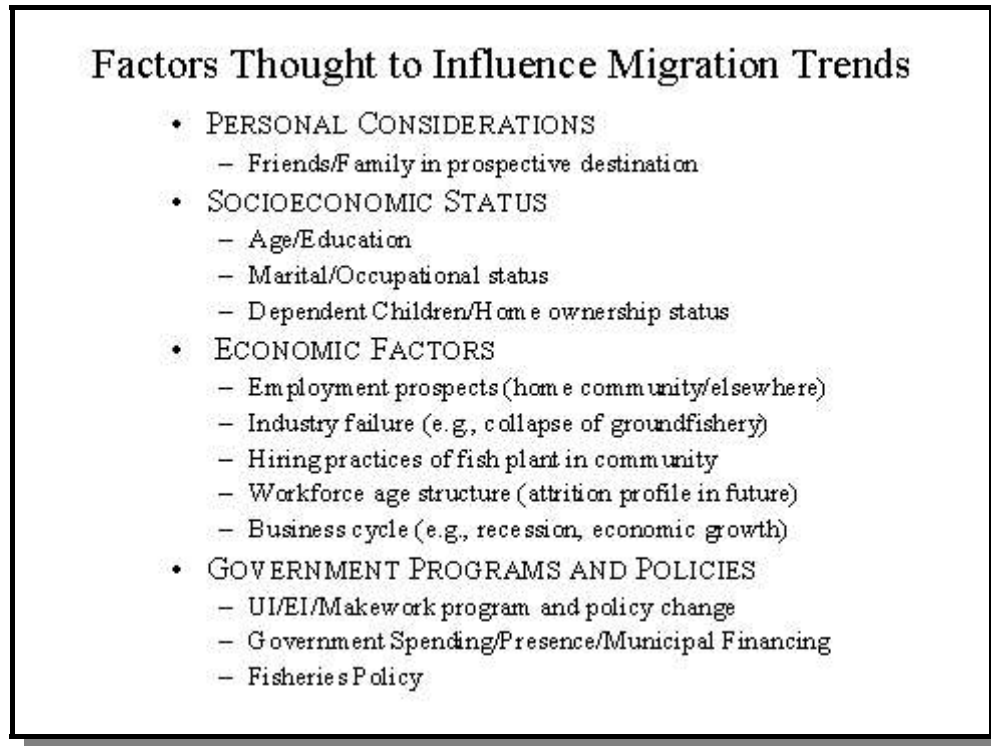 Factors Thought to Influence Migration Trends
• PERSONAL CONSIDERATIONS
– Friends/Family in prospective destination
• SOCIOECONOMIC STATUS
– Age/Education
– Marital/Occupational status
– Dependent Children/Home ownership status
• ECONOMIC FACTORS
– Employment prospects (home community/elsewhere)
– Industry failure (e.g., collapse of groundfishery)
– Hiring practices of fish plant in community
– Workforce age structure (attrition profile in future)
– Business cycle (e.g., recession, economic growth)
• GOVERNMENT PROGRAMS AND POLICIES
– UI/EI/Makework program and policy change
– Government Spending/Presence/Municipal Financing
– Fisheries Policy